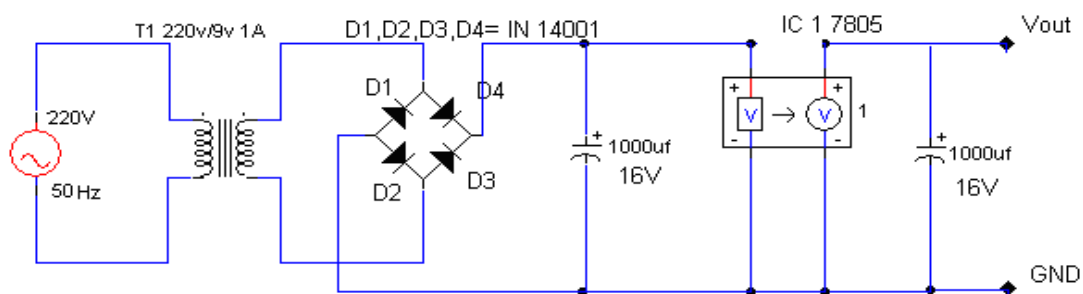 T1 220v/9v 1A
D1,D2,D3,D4= IN 14001
IC 1 7805
Vout
D1
D4
220V
+
+
V
→
V
1
-
-
+
1000uf
16V
+
1000uf
16V
50 Hz
D2
D3
GND